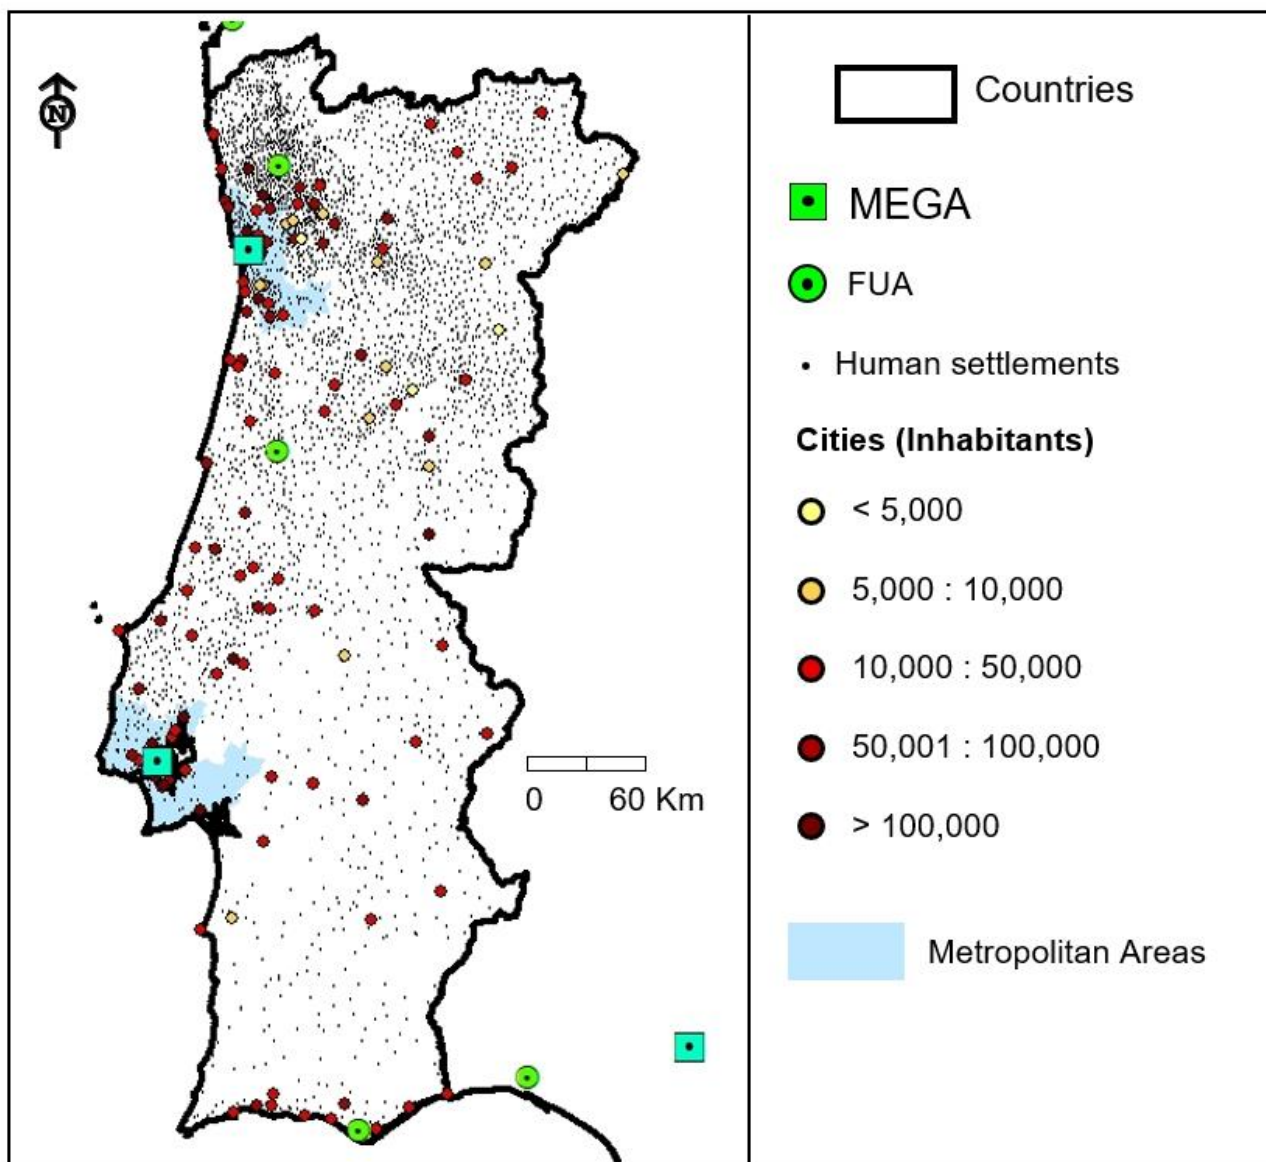 N
0 60 Km
Countries
MEGA
FUA
Human settlements
Cities (Inhabitants)
< 5,000
5,000 : 10,000
10,000 : 50,000
50,001 : 100,000
> 100,000
Metropolitan Areas